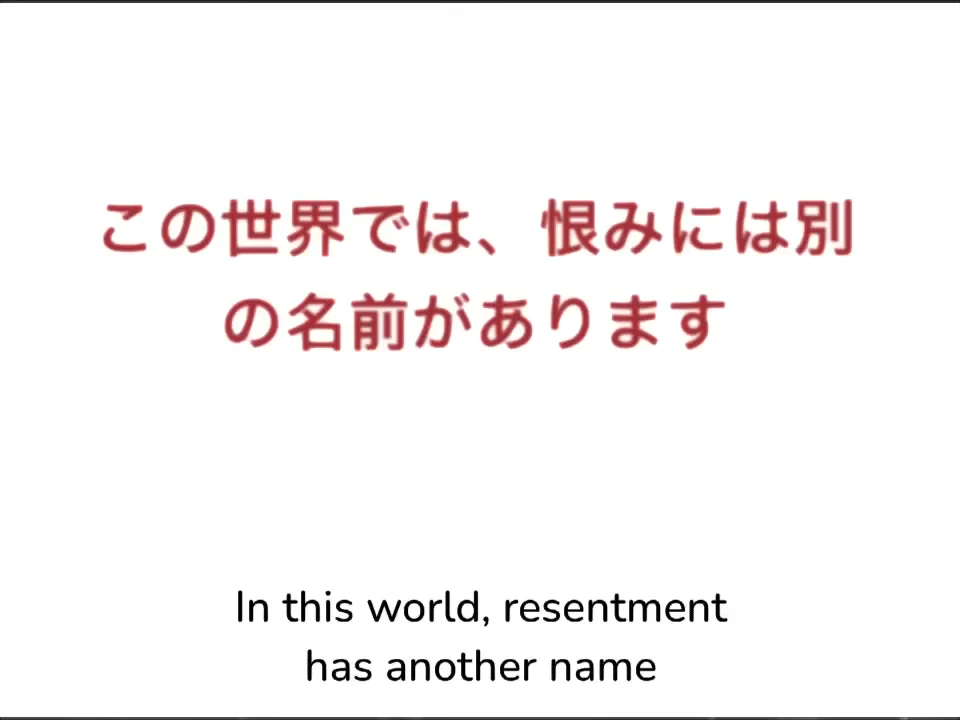 この世界では、恨みには別
の名前があります
In this world, resentment
has another name